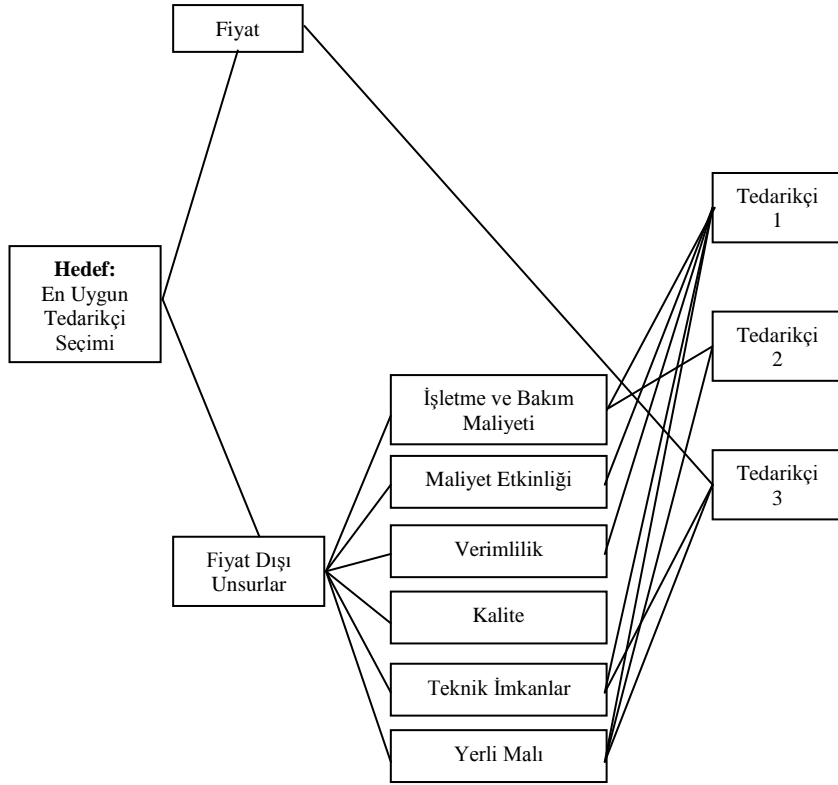 Fiyat
Hedef:
En Uygun
Tedarikçi
Seçimi
Fiyat Dışı
Unsurlar
İşletme ve Bakım
Maliyeti
Maliyet Etkinliği
Verimlilik
Kalite
Teknik İmkanlar
Yerli Malı
Tedarikçi
1
Tedarikçi
2
Tedarikçi
3